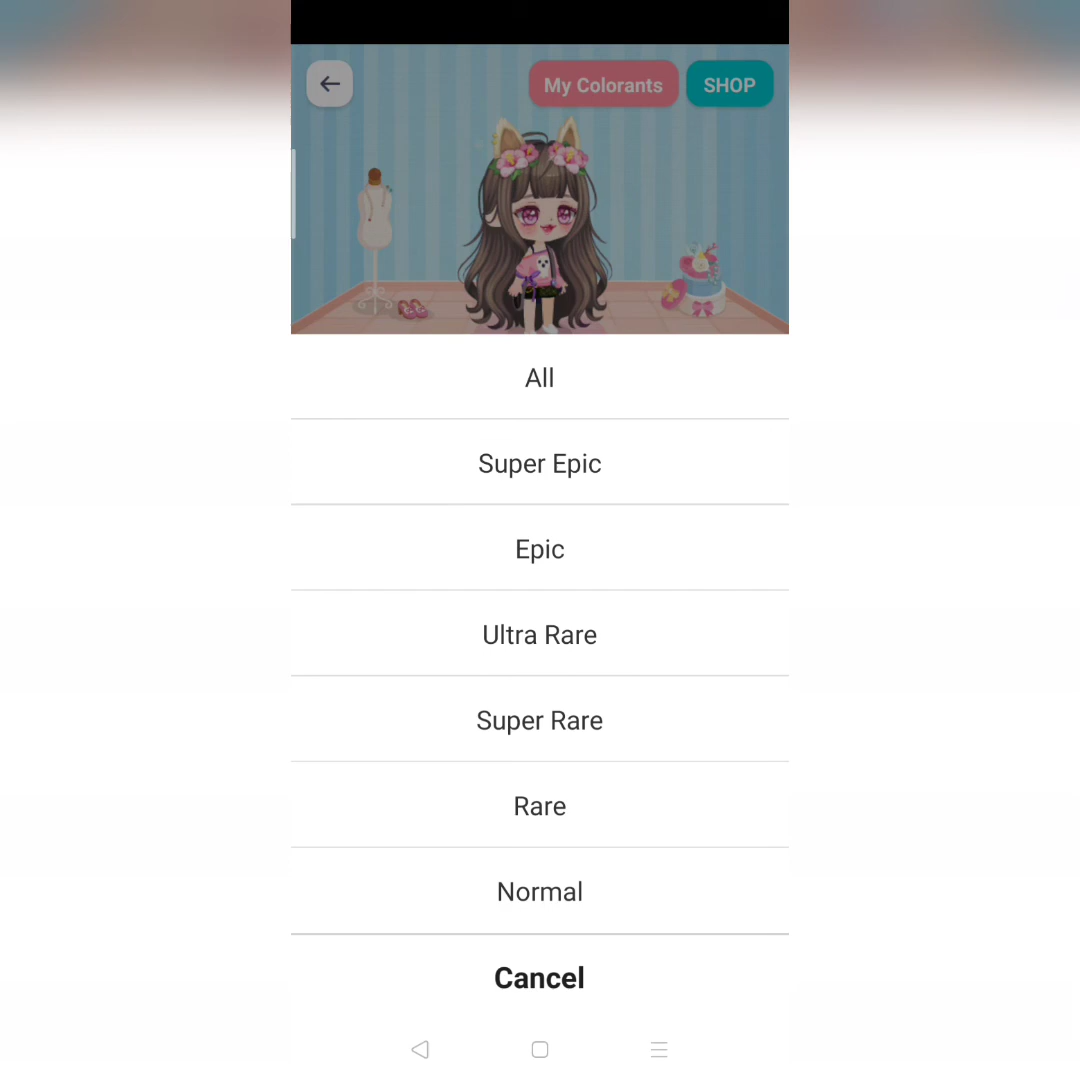 My Colorants SHOP
All
Super Epic
Epic
Ultra Rare
Super Rare
Rare
Normal
Cancel